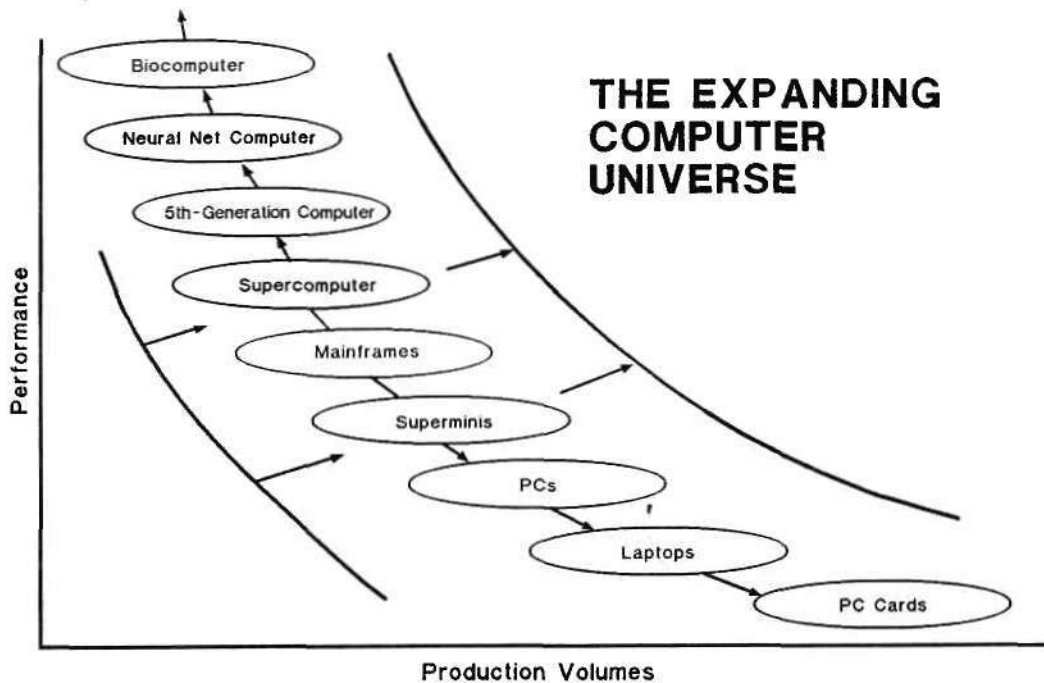 THE EXPANDING
COMPUTER
UNIVERSE
Performance
Biocomputer
Neural Net Computer
5th-Generation Computer
Supercomputer
Mainframes
Superminis
PCs
Laptops
PC Cards
Production Volumes